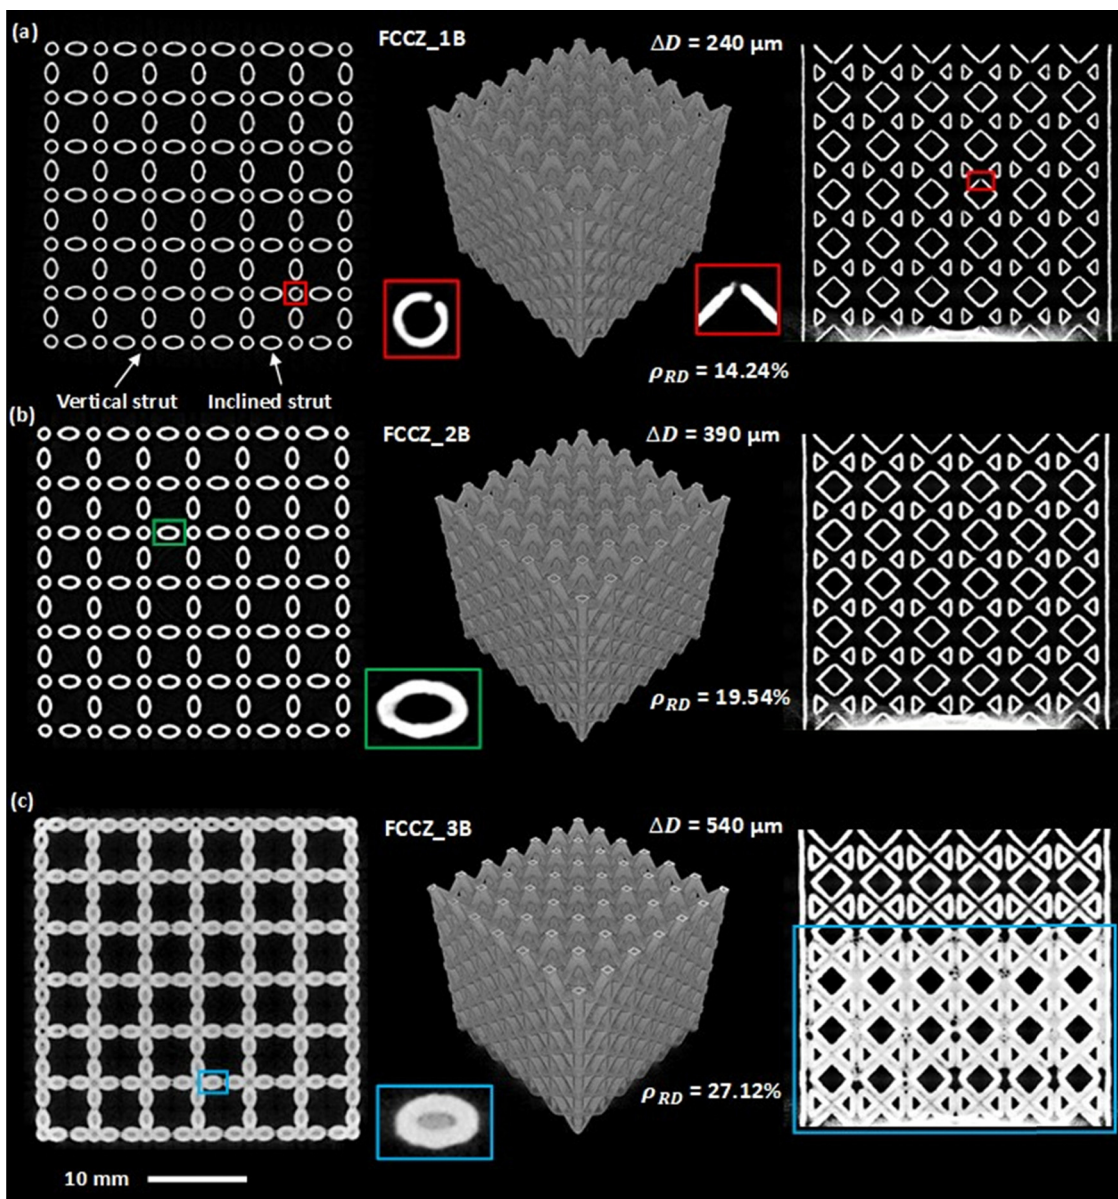 (a)
FCCZ_1B
ΔD = 240 μm
ρRD = 14.24%
Vertical strut
Inclined strut
(b)
FCCZ_2B
ΔD = 390 μm
ρRD = 19.54%
(c)
FCCZ_3B
ΔD = 540 μm
ρRD = 27.12%
10 mm